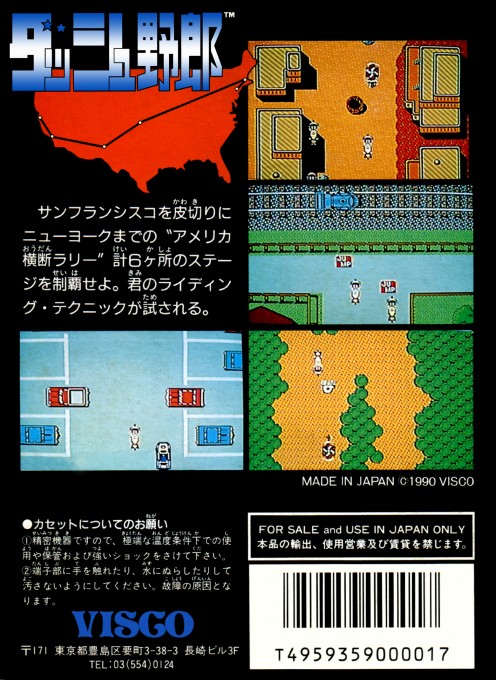 ダッシュ野郎™
サンフランシスコを皮切りに
ニューヨークまでの“アメリカ
横断ラリー”計6ヶ所のステー
ジを制覇せよ。君のライディン
グ・テクニックが試される。
JUMP
JUMP
MADE IN JAPAN ©1990 VISCO
●カセットについてのお願い
①精密機器ですので、極端な温度条件下での使
用や保管および強いショックをさけて下さい。
②端子部に手を触れたり、水にぬらしたりして
汚さないようにしてください。故障の原因とな
ります。
VISCO
〒171 東京都豊島区要町3-38-3 長崎ビル3F
TEL:03(554)0124
FOR SALE and USE IN JAPAN ONLY
本品の輸出、使用営業及び賃貸を禁じます。
T4959359000017